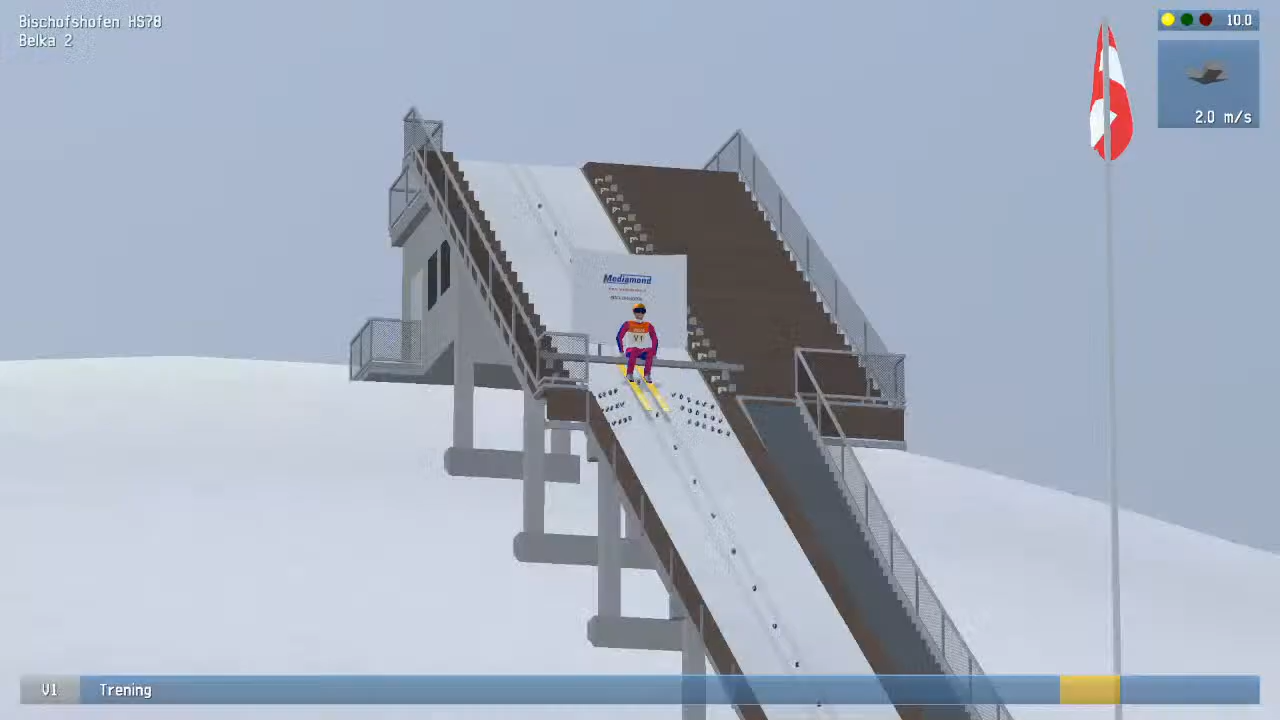 Bischofshofen HS78
Belka 2
10.0
2.0 m/s
Mediamond
V1
V1 Trening